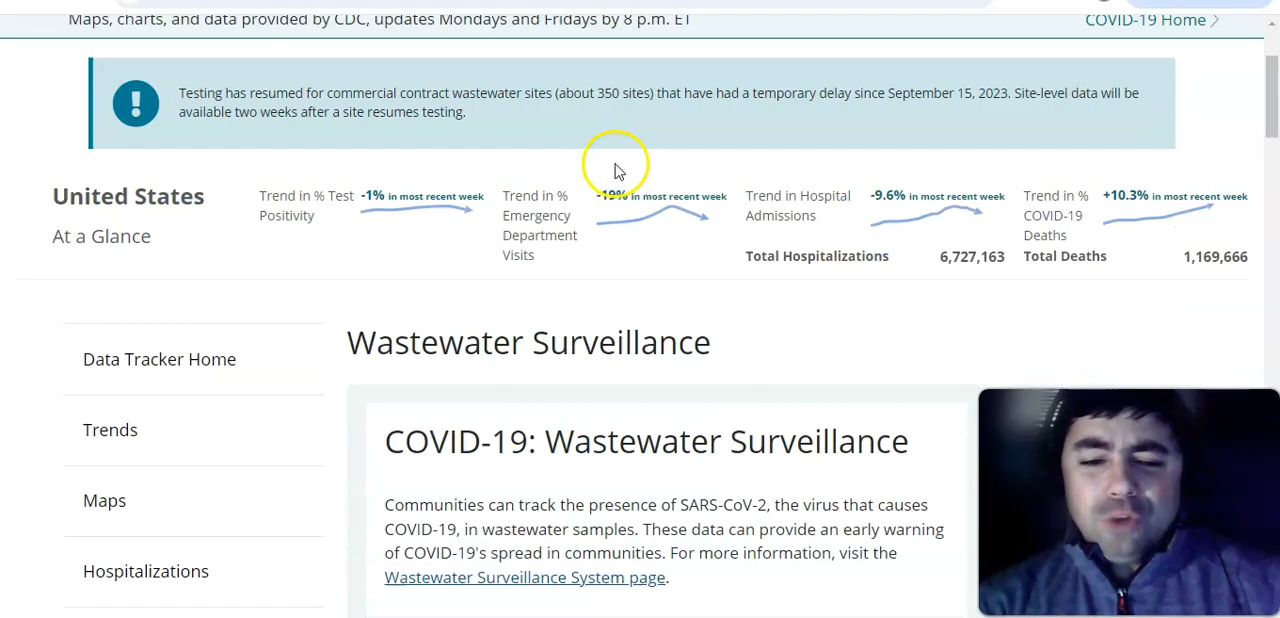 Maps, charts, and data provided by CDC, updates Mondays and Fridays by 8 p.m. ET
COVID-19 Home
Testing has resumed for commercial contract wastewater sites (about 350 sites) that have had a temporary delay since September 15, 2023. Site-level data will be
available two weeks after a site resumes testing.
United States
At a Glance
Trend in % Test
Positivity
-1% in most recent week
Trend in %
Emergency
Department
Visits
-19% in most recent week
Trend in Hospital
Admissions
-9.6% in most recent week
Total Hospitalizations 6,727,163
Trend in %
COVID-19
Deaths
+10.3% in most recent week
Total Deaths 1,169,666
Data Tracker Home
Trends
Maps
Hospitalizations
Wastewater Surveillance
COVID-19: Wastewater Surveillance
Communities can track the presence of SARS-CoV-2, the virus that causes
COVID-19, in wastewater samples. These data can provide an early warning
of COVID-19's spread in communities. For more information, visit the
Wastewater Surveillance System page.